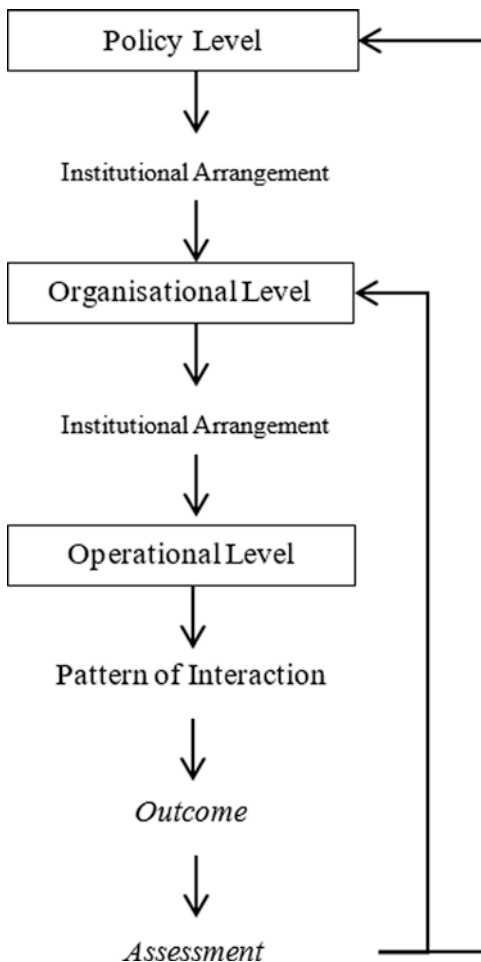 Policy Level
Institutional Arrangement
Organisational Level
Institutional Arrangement
Operational Level
Pattern of Interaction
Outcome
Assessment